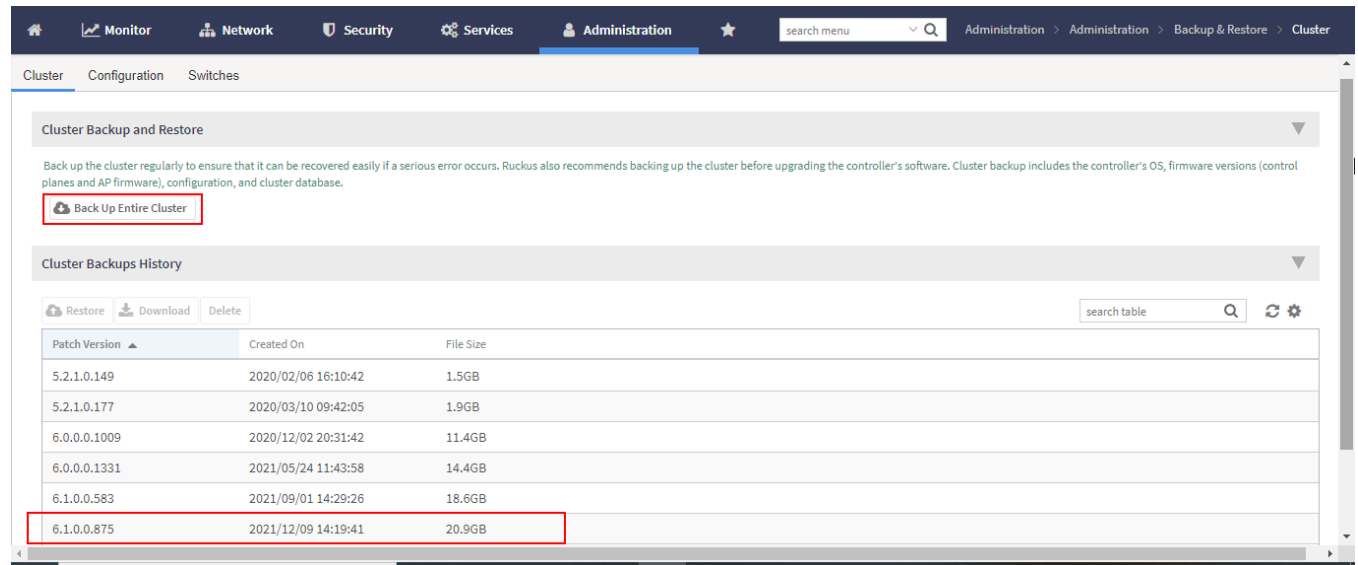 Monitor Network Security Services Administration search menu Administration > Administration > Backup & Restore > Cluster
Cluster Configuration Switches
Cluster Backup and Restore
Back up the cluster regularly to ensure that it can be recovered easily if a serious error occurs. Ruckus also recommends backing up the cluster before upgrading the controller's software. Cluster backup includes the controller's OS, firmware versions (control
planes and AP firmware), configuration, and cluster database.
Back Up Entire Cluster
Cluster Backups History
Restore Download Delete search table
Patch Version Created On File Size
5.2.1.0.149 2020/02/06 16:10:42 1.5GB
5.2.1.0.177 2020/03/10 09:42:05 1.9GB
6.0.0.0.1009 2020/12/02 20:31:42 11.4GB
6.0.0.0.1331 2021/05/24 11:43:58 14.4GB
6.1.0.0.583 2021/09/01 14:29:26 18.6GB
6.1.0.0.875 2021/12/09 14:19:41 20.9GB